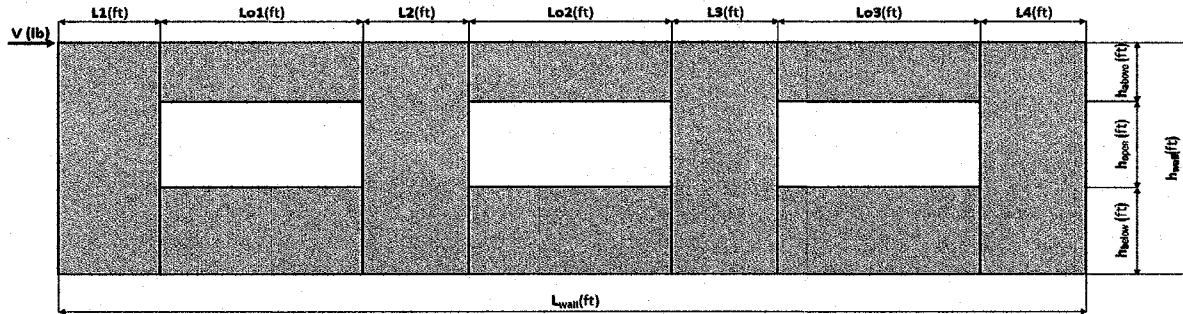 L1(ft) Lo1(ft) L2(ft) Lo2(ft) L3(ft) Lo3(ft) L4(ft)
V (lb)
habove(ft)
hopen(ft)
hwall(ft)
hbelow(ft)
Lwall(ft)